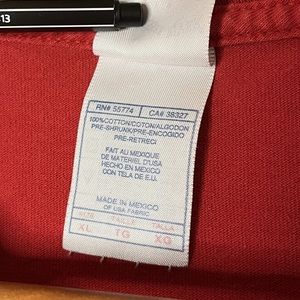 13
RN# 55774 CA# 38327
100%COTTON/COTON/ALGODON
PRE-SHRUNK/PRE-ENCOGIDO
PRE-RETRECI
FAIT AU MEXIQUE
DE MATERIEL D'USA
HECHO EN MEXICO
CON TELA DE E.U.
MADE IN MEXICO
OF USA FABRIC
SIZE TAILLE TALLA
XL TG XG